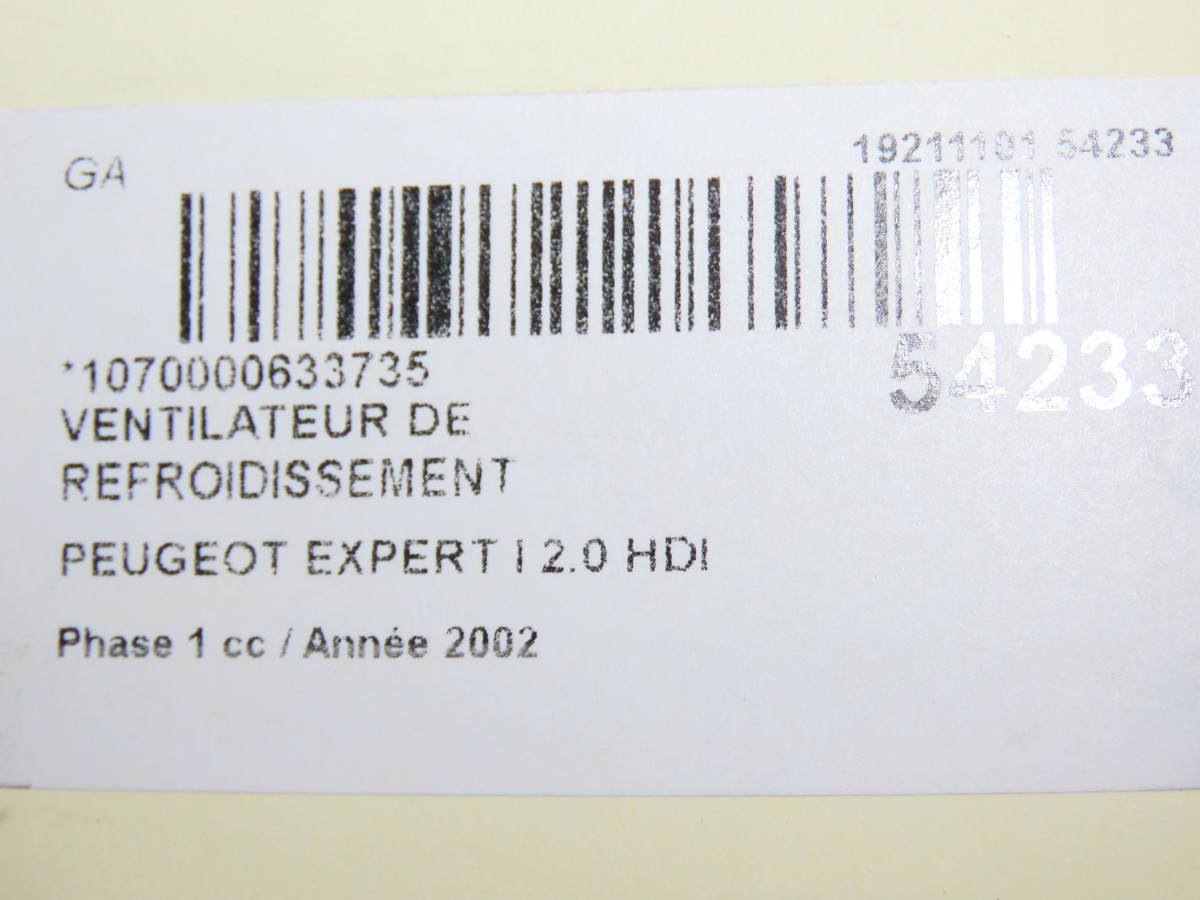 GA
19211101 54233
54233
*1070000633735
VENTILATEUR DE
REFROIDISSEMENT
PEUGEOT EXPERT I 2.0 HDI
Phase 1 cc / Année 2002